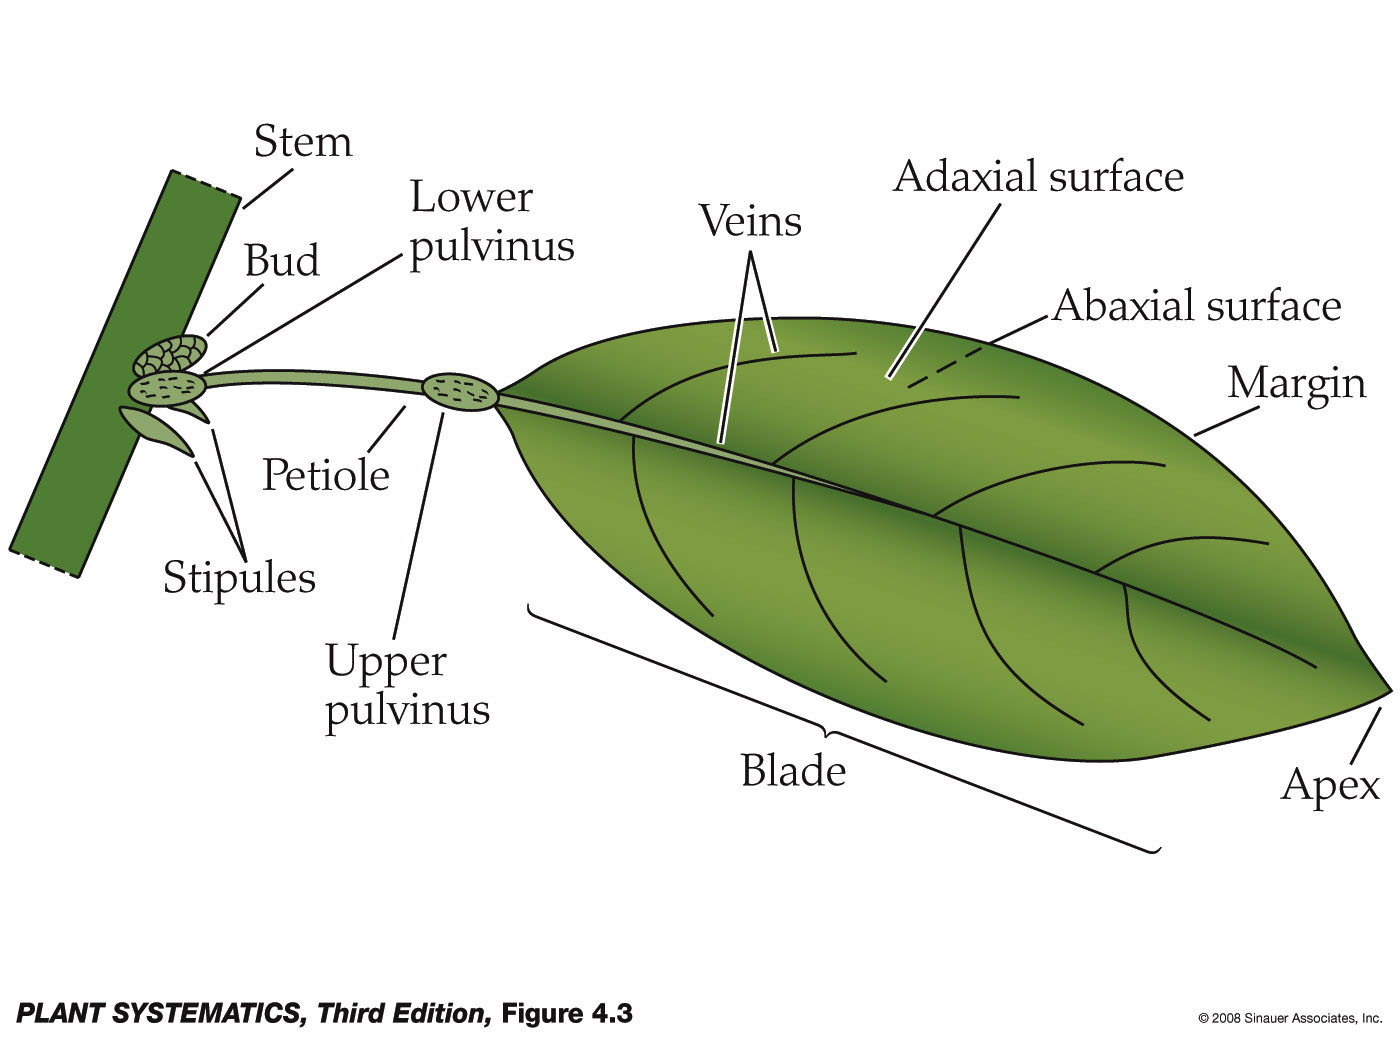 Stem
Lower
pulvinus
Bud
Veins
Adaxial surface
Abaxial surface
Margin
Petiole
Stipules
Upper
pulvinus
Blade
Apex
PLANT SYSTEMATICS, Third Edition, Figure 4.3
© 2008 Sinauer Associates, Inc.